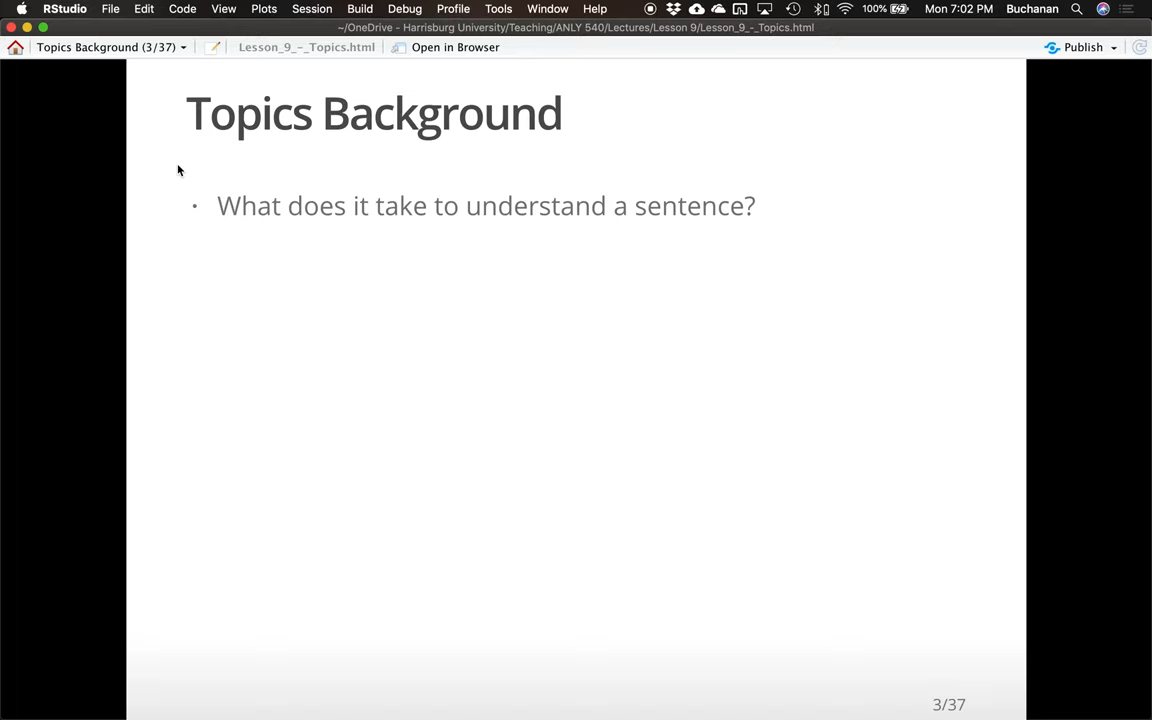 RStudio File Edit Code View Plots Session Build Debug Profile Tools Window Help 100% Mon 7:02 PM Buchanan
~/OneDrive - Harrisburg University/Teaching/ANLY 540/Lectures/Lesson 9/Lesson_9_-_Topics.html
Topics Background (3/37) Lesson_9_-_Topics.html Open in Browser Publish
Topics Background
· What does it take to understand a sentence?
3/37